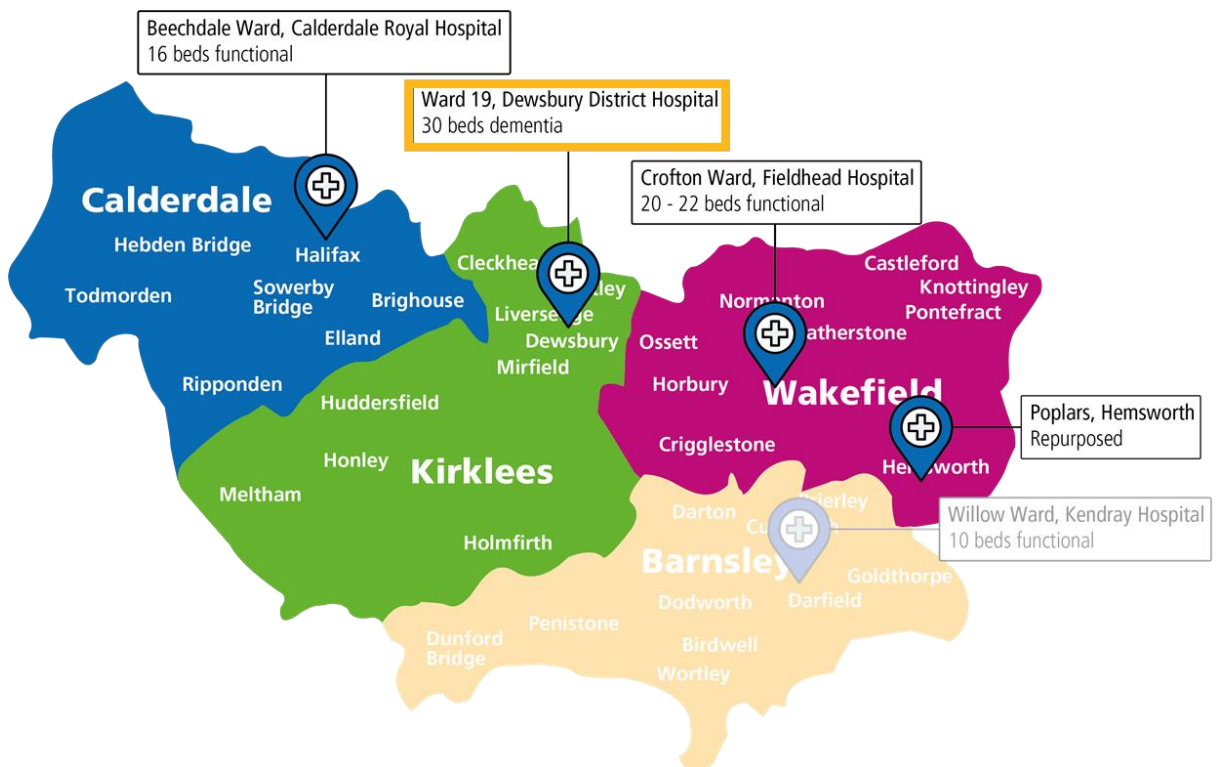 Beechdale Ward, Calderdale Royal Hospital
16 beds functional
Ward 19, Dewsbury District Hospital
30 beds dementia
Crofton Ward, Fieldhead Hospital
20 - 22 beds functional
Calderdale
Hebden Bridge
Halifax
Todmorden
Sowerby
Bridge
Brighouse
Elland
Ripponden
Liversedge
Dewsbury
Mirfield
Huddersfield
Honley
Kirklees
Meltham
Holmfirth
Castleford
Knottingley
Normanton
Pontefract
Ossett
Horbury
Wakefield
Crigglestone
Hemsworth
Poplars, Hemsworth
Repurposed
Willow Ward, Kendray Hospital
10 beds functional
Darton
Brierley
Barnsley
Goldthorpe
Dodworth
Darfield
Penistone
Dunford
Bridge
Birdwell
Wortley